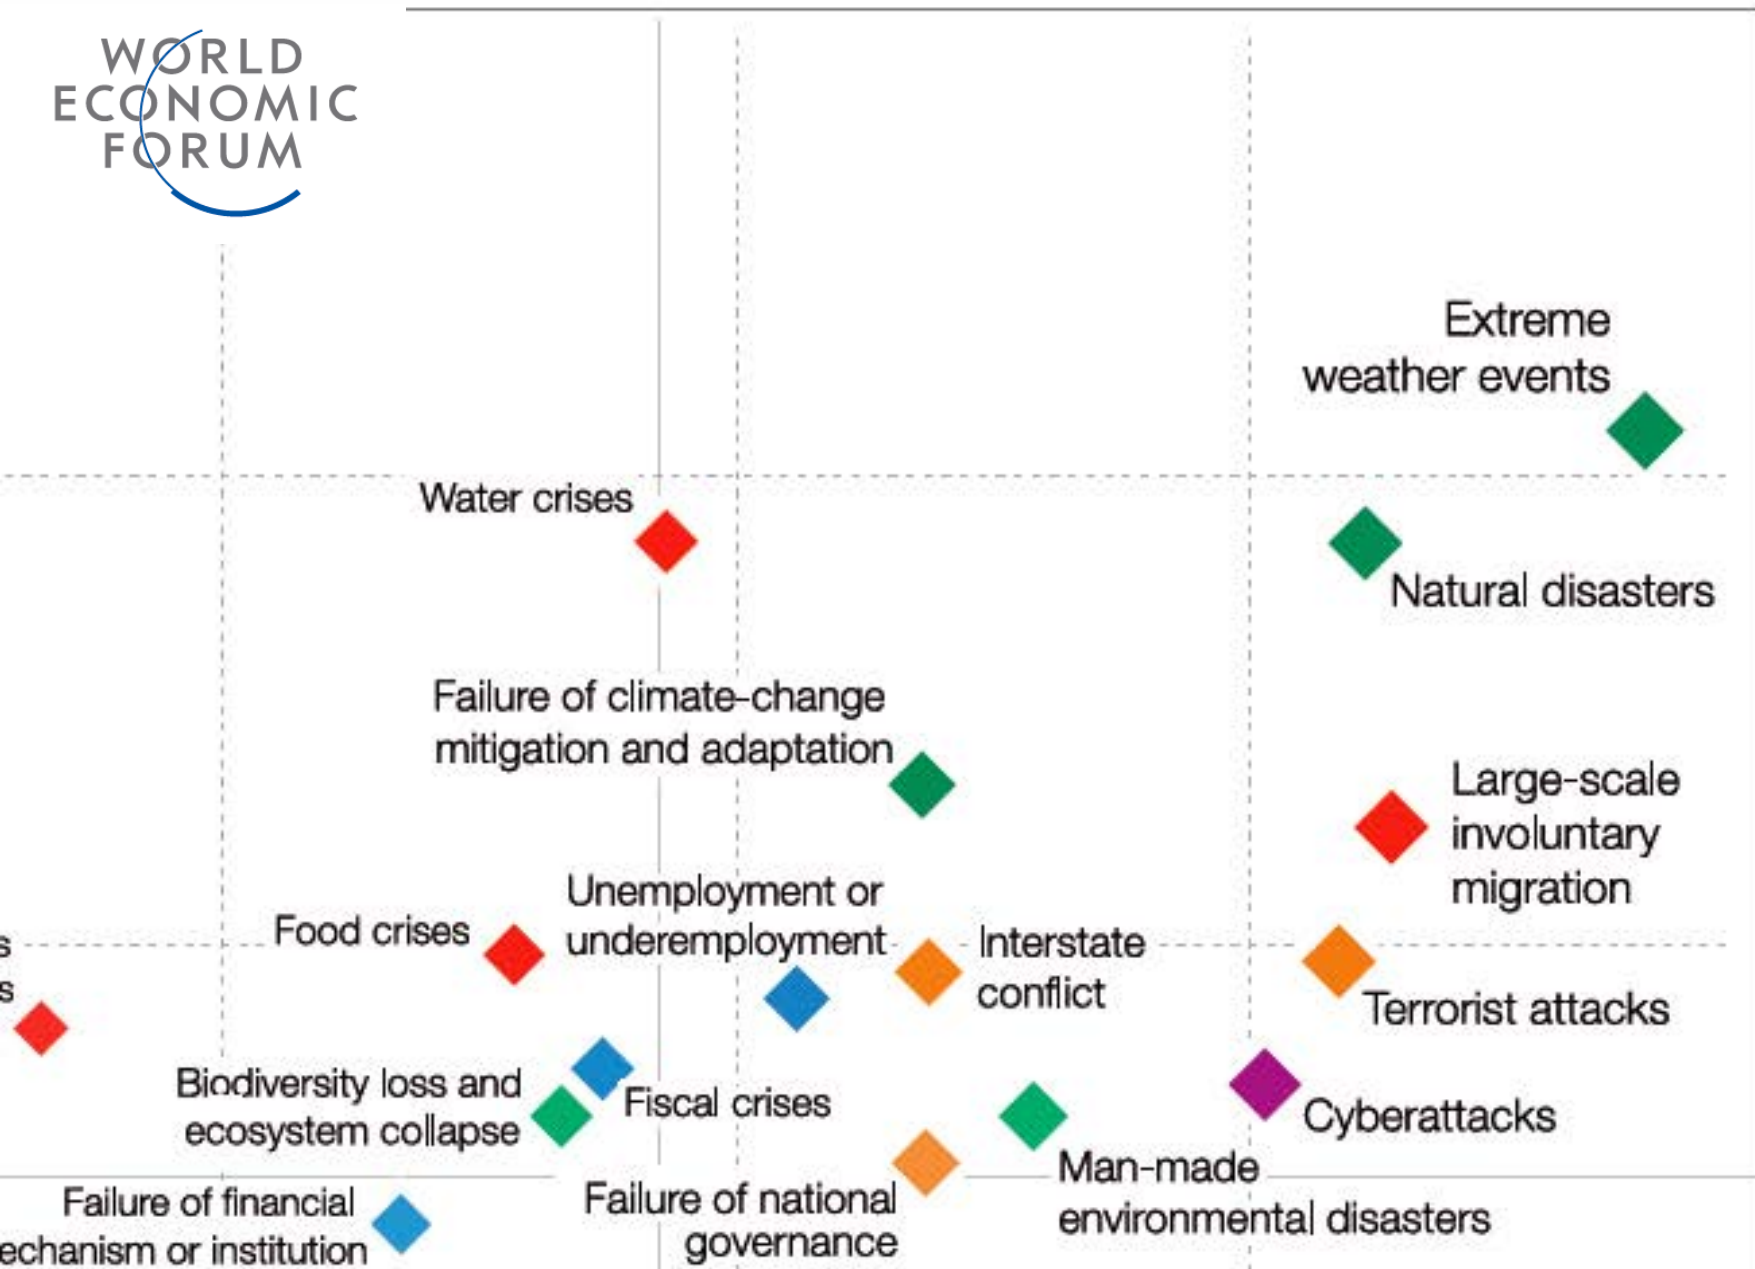 WORLD
ECONOMIC
FORUM
Extreme
weather events
Water crises
Natural disasters
Failure of climate-change
mitigation and adaptation
Large-scale
involuntary
migration
Unemployment or
underemployment
Food crises
Interstate
conflict
Terrorist attacks
Biodiversity loss and
ecosystem collapse
Fiscal crises
Cyberattacks
Man-made
environmental disasters
Failure of national
governance
Failure of financial
echanism or institution